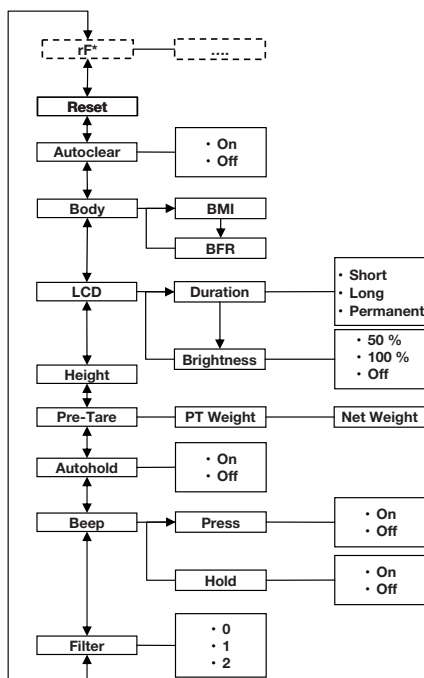 rF*
....
Reset
Autoclear
• On
• Off
Body
BMI
BFR
LCD
Duration
• Short
• Long
• Permanent
Brightness
• 50 %
• 100 %
• Off
Height
Pre-Tare
PT Weight
Net Weight
Autohold
• On
• Off
Beep
Press
• On
• Off
Hold
• On
• Off
Filter
• 0
• 1
• 2